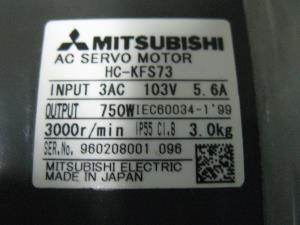 MITSUBISHI
AC SERVO MOTOR
HC-KFS73
INPUT 3AC 103V 5.6A
OUTPUT 750W IEC60034-1'99
3000r/min IP55 Cl.B 3.0kg
SER.No. 960208001 096
MITSUBISHI ELECTRIC
MADE IN JAPAN